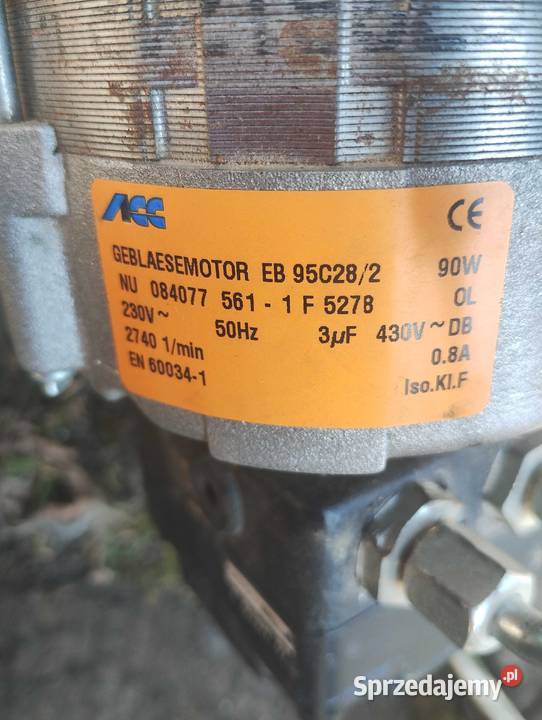 ACC
CE
GEBLAESEMOTOR EB 95C28/2 90W
NU 084077 561 - 1 F 5278 OL
230V~ 50Hz 3µF 430V~DB
2740 1/min 0.8A
EN 60034-1 Iso.Kl.F
Sprzedajemy.pl